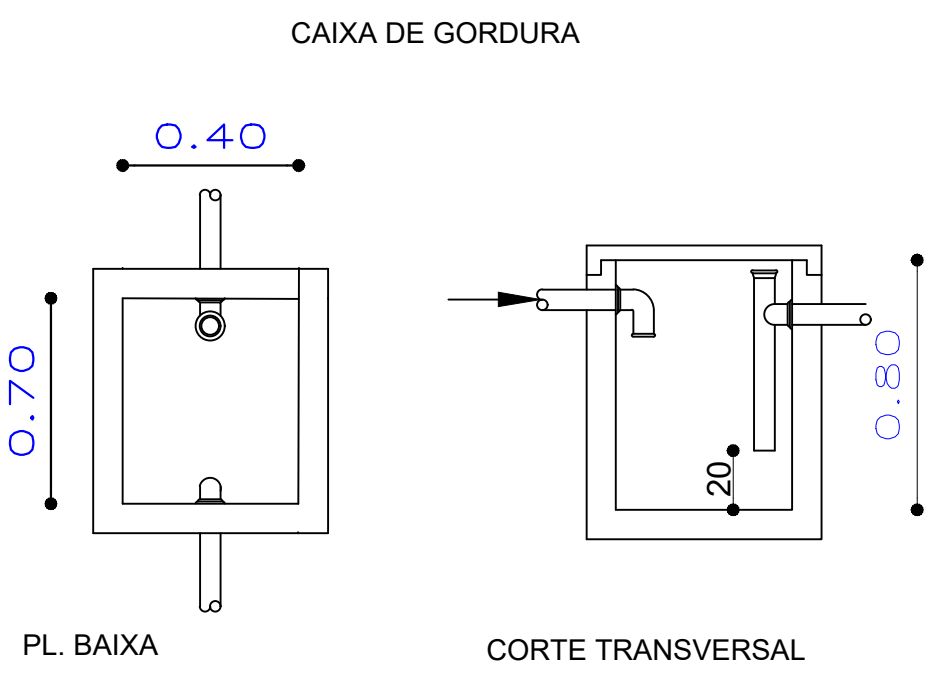 CAIXA DE GORDURA
0.40
0.70
0.80
20
PL. BAIXA
CORTE TRANSVERSAL